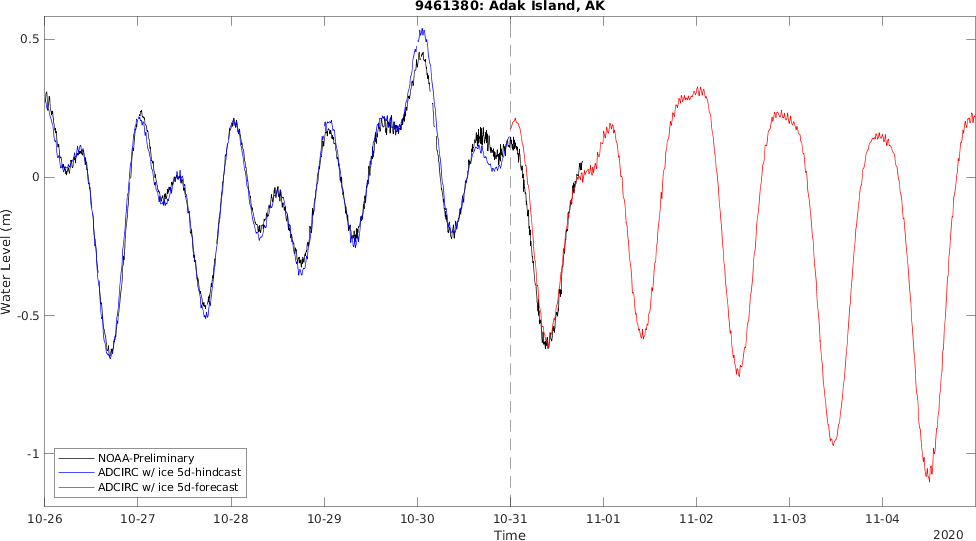 9461380: Adak Island, AK
Water Level (m)
0.5
0
-0.5
-1
NOAA-Preliminary
ADCIRC w/ ice 5d-hindcast
ADCIRC w/ ice 5d-forecast
10-26 10-27 10-28 10-29 10-30 10-31 11-01 11-02 11-03 11-04
Time
2020